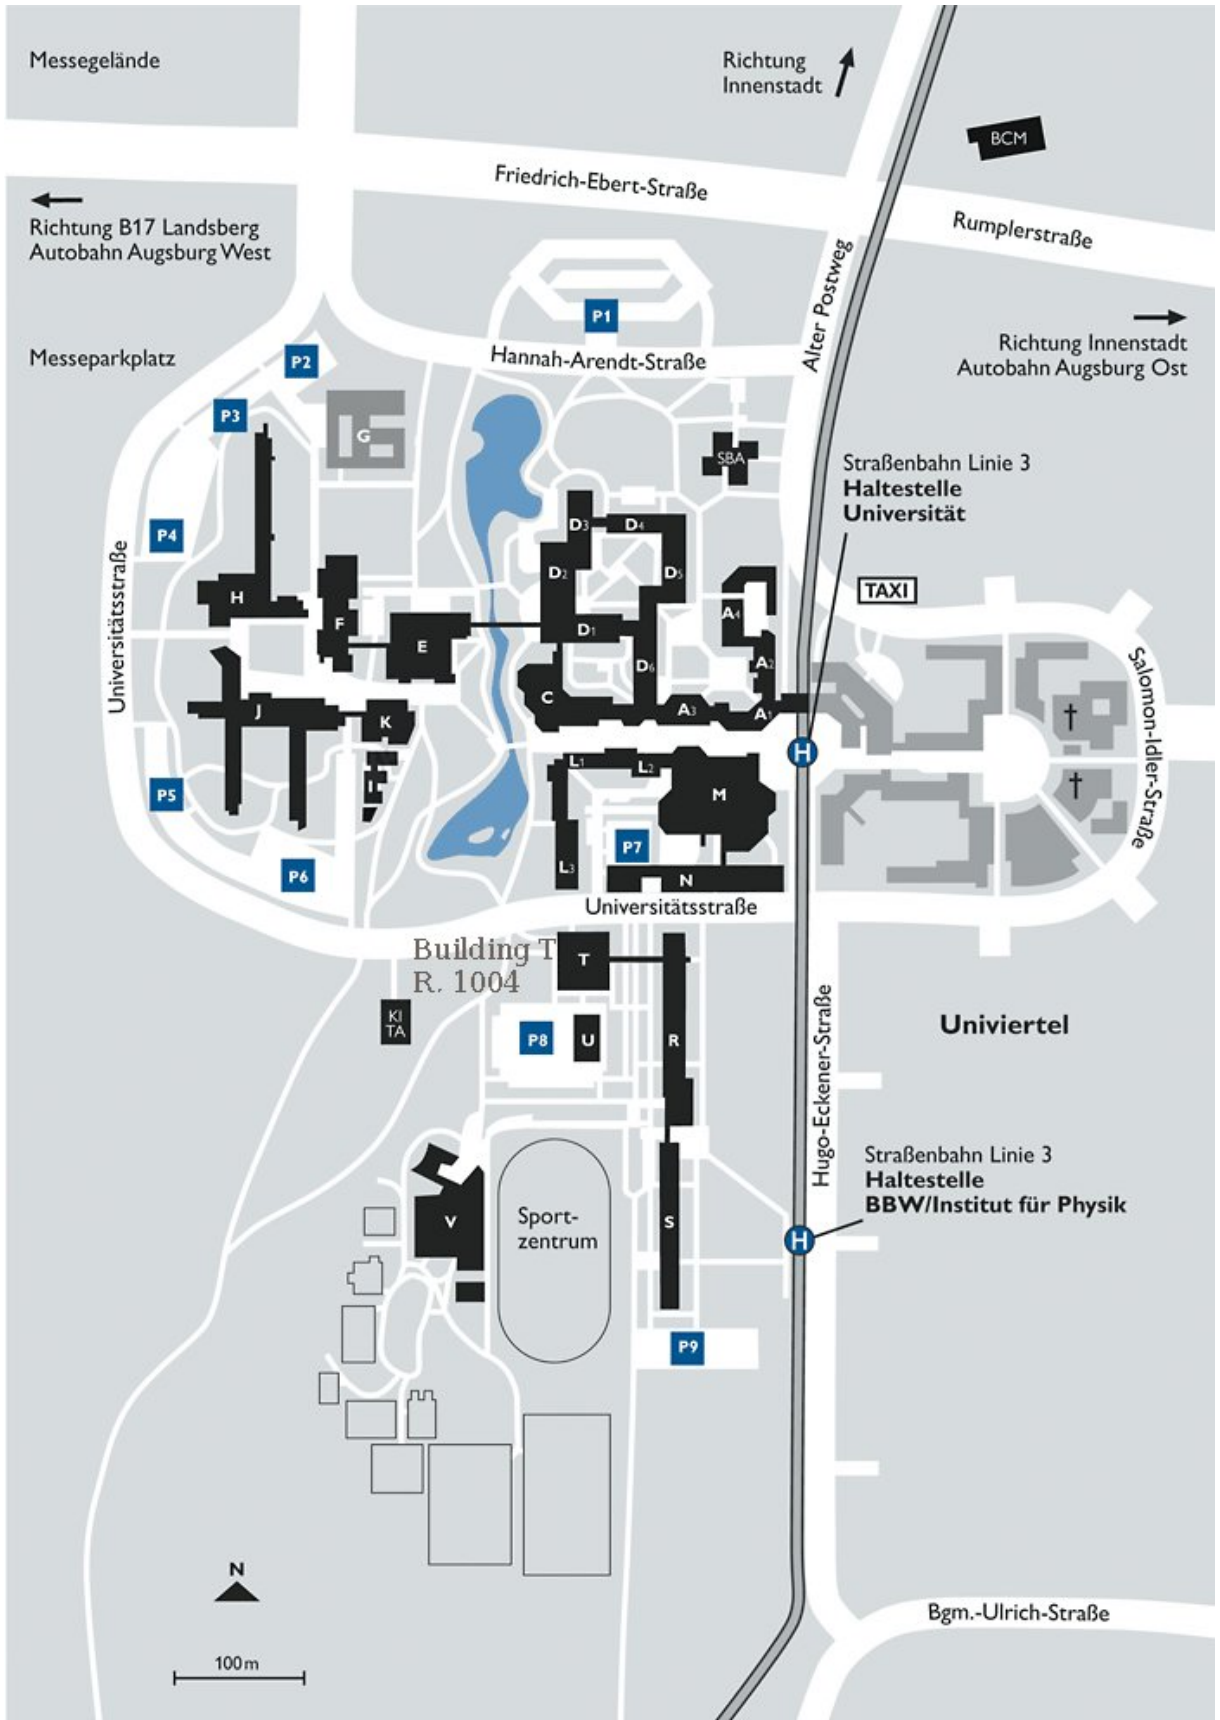 Messegelände
Richtung
Innenstadt
BCM
Friedrich-Ebert-Straße
Richtung B17 Landsberg
Autobahn Augsburg West
Rumplerstraße
Alter Postweg
P1
Richtung Innenstadt
Autobahn Augsburg Ost
Messeparkplatz
P2
Hannah-Arendt-Straße
P3
G
SBA
Straßenbahn Linie 3
Haltestelle
Universität
P4
D3
D4
D2
D5
TAXI
H
F
E
D1
A4
Universitätsstraße
D6
A2
C
A3
A1
J
K
Salomon-Idler-Straße
H
L1
L2
I
M
P5
P7
P6
L3
N
Universitätsstraße
Building T
R. 1004
T
KI
TA
P8
U
R
Univiertel
Hugo-Eckener-Straße
Straßenbahn Linie 3
Haltestelle
BBW/Institut für Physik
V
Sport-
zentrum
S
H
P9
N
Bgm.-Ulrich-Straße
100 m